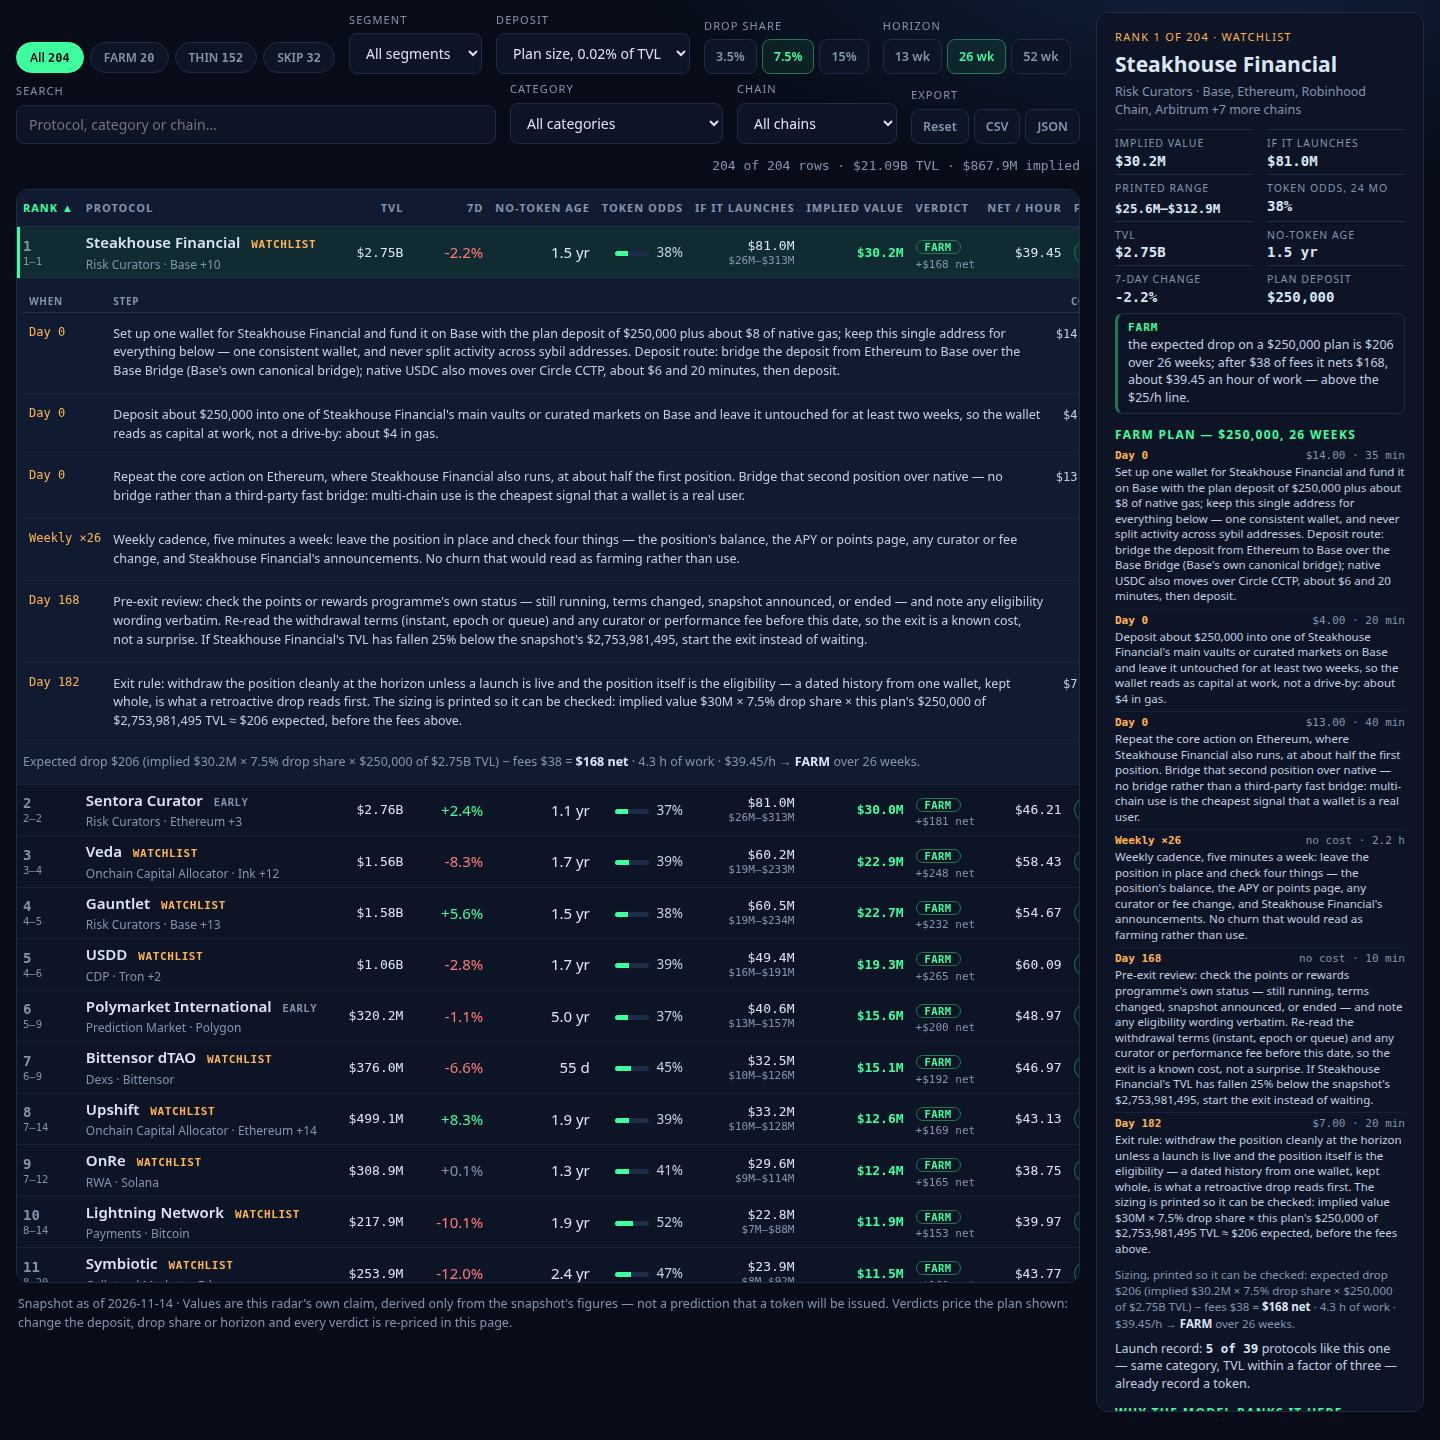 All 204
FARM 20
THIN 152
SKIP 32
SEGMENT
All segments
DEPOSIT
Plan size, 0.02% of TVL
DROP SHARE
3.5% 7.5% 15%
HORIZON
13 wk 26 wk 52 wk
SEARCH
Protocol, category or chain...
CATEGORY
All categories
CHAIN
All chains
EXPORT
Reset CSV JSON
204 of 204 rows · $21.09B TVL · $867.9M implied
RANK ▲ PROTOCOL TVL 7D NO-TOKEN AGE TOKEN ODDS IF IT LAUNCHES IMPLIED VALUE VERDICT NET / HOUR
1 Steakhouse Financial WATCHLIST $2.75B -2.2% 1.5 yr 38% $81.0M $30.2M FARM $39.45
1–1 Risk Curators · Base +10 $26M–$313M +$168 net
WHEN STEP
Day 0 Set up one wallet for Steakhouse Financial and fund it on Base with the plan deposit of $250,000 plus about $8 of native gas; keep this single address for $14
everything below — one consistent wallet, and never split activity across sybil addresses. Deposit route: bridge the deposit from Ethereum to Base over the
Base Bridge (Base's own canonical bridge); native USDC also moves over Circle CCTP, about $6 and 20 minutes, then deposit.
Day 0 Deposit about $250,000 into one of Steakhouse Financial's main vaults or curated markets on Base and leave it untouched for at least two weeks, so the wallet $4
reads as capital at work, not a drive-by: about $4 in gas.
Day 0 Repeat the core action on Ethereum, where Steakhouse Financial also runs, at about half the first position. Bridge that second position over native — no $13
bridge rather than a third-party fast bridge: multi-chain use is the cheapest signal that a wallet is a real user.
Weekly ×26 Weekly cadence, five minutes a week: leave the position in place and check four things — the position's balance, the APY or points page, any curator or fee
change, and Steakhouse Financial's announcements. No churn that would read as farming rather than use.
Day 168 Pre-exit review: check the points or rewards programme's own status — still running, terms changed, snapshot announced, or ended — and note any eligibility
wording verbatim. Re-read the withdrawal terms (instant, epoch or queue) and any curator or performance fee before this date, so the exit is a known cost,
not a surprise. If Steakhouse Financial's TVL has fallen 25% below the snapshot's $2,753,981,495, start the exit instead of waiting.
Day 182 Exit rule: withdraw the position cleanly at the horizon unless a launch is live and the position itself is the eligibility — a dated history from one wallet, kept $7
whole, is what a retroactive drop reads first. The sizing is printed so it can be checked: implied value $30M × 7.5% drop share × this plan's $250,000 of
$2,753,981,495 TVL ≈ $206 expected, before the fees above.
Expected drop $206 (implied $30.2M × 7.5% drop share × $250,000 of $2.75B TVL) − fees $38 = $168 net · 4.3 h of work · $39.45/h → FARM over 26 weeks.
2 Sentora Curator EARLY $2.76B +2.4% 1.1 yr 37% $81.0M $30.0M FARM $46.21
2–2 Risk Curators · Ethereum +3 $26M–$313M +$181 net
3 Veda WATCHLIST $1.56B -8.3% 1.7 yr 39% $60.2M $22.9M FARM $58.43
3–4 Onchain Capital Allocator · Ink +12 $19M–$233M +$248 net
4 Gauntlet WATCHLIST $1.58B +5.6% 1.5 yr 38% $60.5M $22.7M FARM $54.67
4–5 Risk Curators · Base +13 $19M–$234M +$232 net
5 USDD WATCHLIST $1.06B -2.8% 1.7 yr 39% $49.4M $19.3M FARM $60.09
4–6 CDP · Tron +2 $16M–$191M +$265 net
6 Polymarket International EARLY $320.2M -1.1% 5.0 yr 37% $40.6M $15.6M FARM $48.97
5–9 Prediction Market · Polygon $13M–$157M +$200 net
7 Bittensor dTAO WATCHLIST $376.0M -6.6% 55 d 45% $32.5M $15.1M FARM $46.97
6–9 Dexs · Bittensor $10M–$126M +$192 net
8 Upshift WATCHLIST $499.1M +8.3% 1.9 yr 39% $33.2M $12.6M FARM $43.13
7–14 Onchain Capital Allocator · Ethereum +14 $10M–$128M +$169 net
9 OnRe WATCHLIST $308.9M +0.1% 1.3 yr 41% $29.6M $12.4M FARM $38.75
7–12 RWA · Solana $9M–$114M +$165 net
10 Lightning Network WATCHLIST $217.9M -10.1% 1.9 yr 52% $22.8M $11.9M FARM $39.97
8–14 Payments · Bitcoin $7M–$88M +$153 net
11 Symbiotic WATCHLIST $253.9M -12.0% 2.4 yr 47% $23.9M $11.5M FARM $43.77
Snapshot as of 2026-11-14 · Values are this radar's own claim, derived only from the snapshot's figures — not a prediction that a token will be issued. Verdicts price the plan shown:
change the deposit, drop share or horizon and every verdict is re-priced in this page.
RANK 1 OF 204 · WATCHLIST
Steakhouse Financial
Risk Curators · Base, Ethereum, Robinhood
Chain, Arbitrum +7 more chains
IMPLIED VALUE IF IT LAUNCHES
$30.2M $81.0M
PRINTED RANGE TOKEN ODDS, 24 MO
$25.6M–$312.9M 38%
TVL NO-TOKEN AGE
$2.75B 1.5 yr
7-DAY CHANGE PLAN DEPOSIT
-2.2% $250,000
FARM
the expected drop on a $250,000 plan is $206
over 26 weeks; after $38 of fees it nets $168,
about $39.45 an hour of work — above the
$25/h line.
FARM PLAN — $250,000, 26 WEEKS
Day 0 $14.00 · 35 min
Set up one wallet for Steakhouse Financial and fund it
on Base with the plan deposit of $250,000 plus about
$8 of native gas; keep this single address for
everything below — one consistent wallet, and never
split activity across sybil addresses. Deposit route:
bridge the deposit from Ethereum to Base over the
Base Bridge (Base's own canonical bridge); native
USDC also moves over Circle CCTP, about $6 and 20
minutes, then deposit.
Day 0 $4.00 · 20 min
Deposit about $250,000 into one of Steakhouse
Financial's main vaults or curated markets on Base
and leave it untouched for at least two weeks, so the
wallet reads as capital at work, not a drive-by: about
$4 in gas.
Day 0 $13.00 · 40 min
Repeat the core action on Ethereum, where
Steakhouse Financial also runs, at about half the first
position. Bridge that second position over native —
no bridge rather than a third-party fast bridge: multi-
chain use is the cheapest signal that a wallet is a real
user.
Weekly ×26 no cost · 2.2 h
Weekly cadence, five minutes a week: leave the
position in place and check four things — the
position's balance, the APY or points page, any
curator or fee change, and Steakhouse Financial's
announcements. No churn that would read as
farming rather than use.
Day 168 no cost · 10 min
Pre-exit review: check the points or rewards
programme's own status — still running, terms
changed, snapshot announced, or ended — and note
any eligibility wording verbatim. Re-read the
withdrawal terms (instant, epoch or queue) and any
curator or performance fee before this date, so the
exit is a known cost, not a surprise. If Steakhouse
Financial's TVL has fallen 25% below the snapshot's
$2,753,981,495, start the exit instead of waiting.
Day 182 $7.00 · 20 min
Exit rule: withdraw the position cleanly at the horizon
unless a launch is live and the position itself is the
eligibility — a dated history from one wallet, kept
whole, is what a retroactive drop reads first. The
sizing is printed so it can be checked: implied value
$30M × 7.5% drop share × this plan's $250,000 of
$2,753,981,495 TVL ≈ $206 expected, before the fees
above.
Sizing, printed so it can be checked: expected drop
$206 (implied $30.2M × 7.5% drop share × $250,000
of $2.75B TVL) − fees $38 = $168 net · 4.3 h of work ·
$39.45/h → FARM over 26 weeks.
Launch record: 5 of 39 protocols like this one
— same category, TVL within a factor of three —
already record a token.
WHY THE MODEL RANKS IT HERE